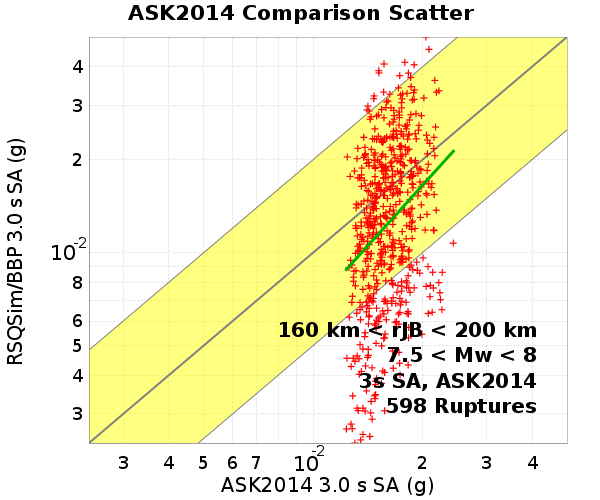 ASK2014 Comparison Scatter
RSQSim/BBP 3.0 s SA (g)
4
3
2
10-2
8
6
5
4
3
160 km < rJB < 200 km
7.5 < Mw < 8
3s SA, ASK2014
598 Ruptures
3 4 5 6 7 10-2 2 3 4
ASK2014 3.0 s SA (g)